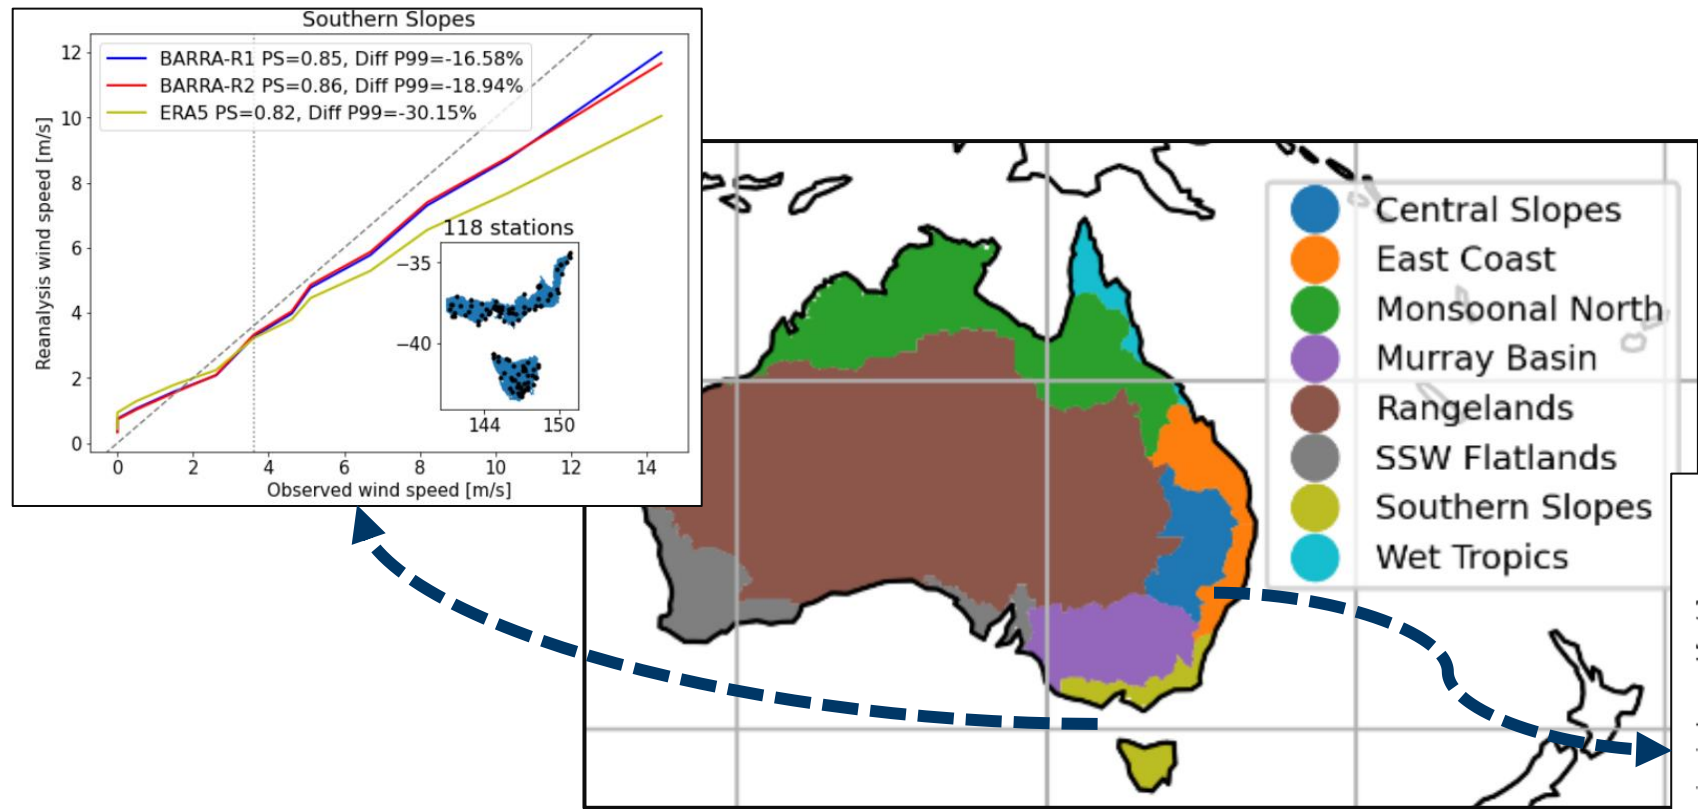 Southern Slopes
BARRA-R1 PS=0.85, Diff P99=-16.58%
BARRA-R2 PS=0.86, Diff P99=-18.94%
ERA5 PS=0.82, Diff P99=-30.15%
Reanalysis wind speed [m/s]
12
10
8
6
4
2
0
118 stations
−35
−40
144 150
0 2 4 6 8 10 12 14
Observed wind speed [m/s]
Central Slopes
East Coast
Monsoonal North
Murray Basin
Rangelands
SSW Flatlands
Southern Slopes
Wet Tropics